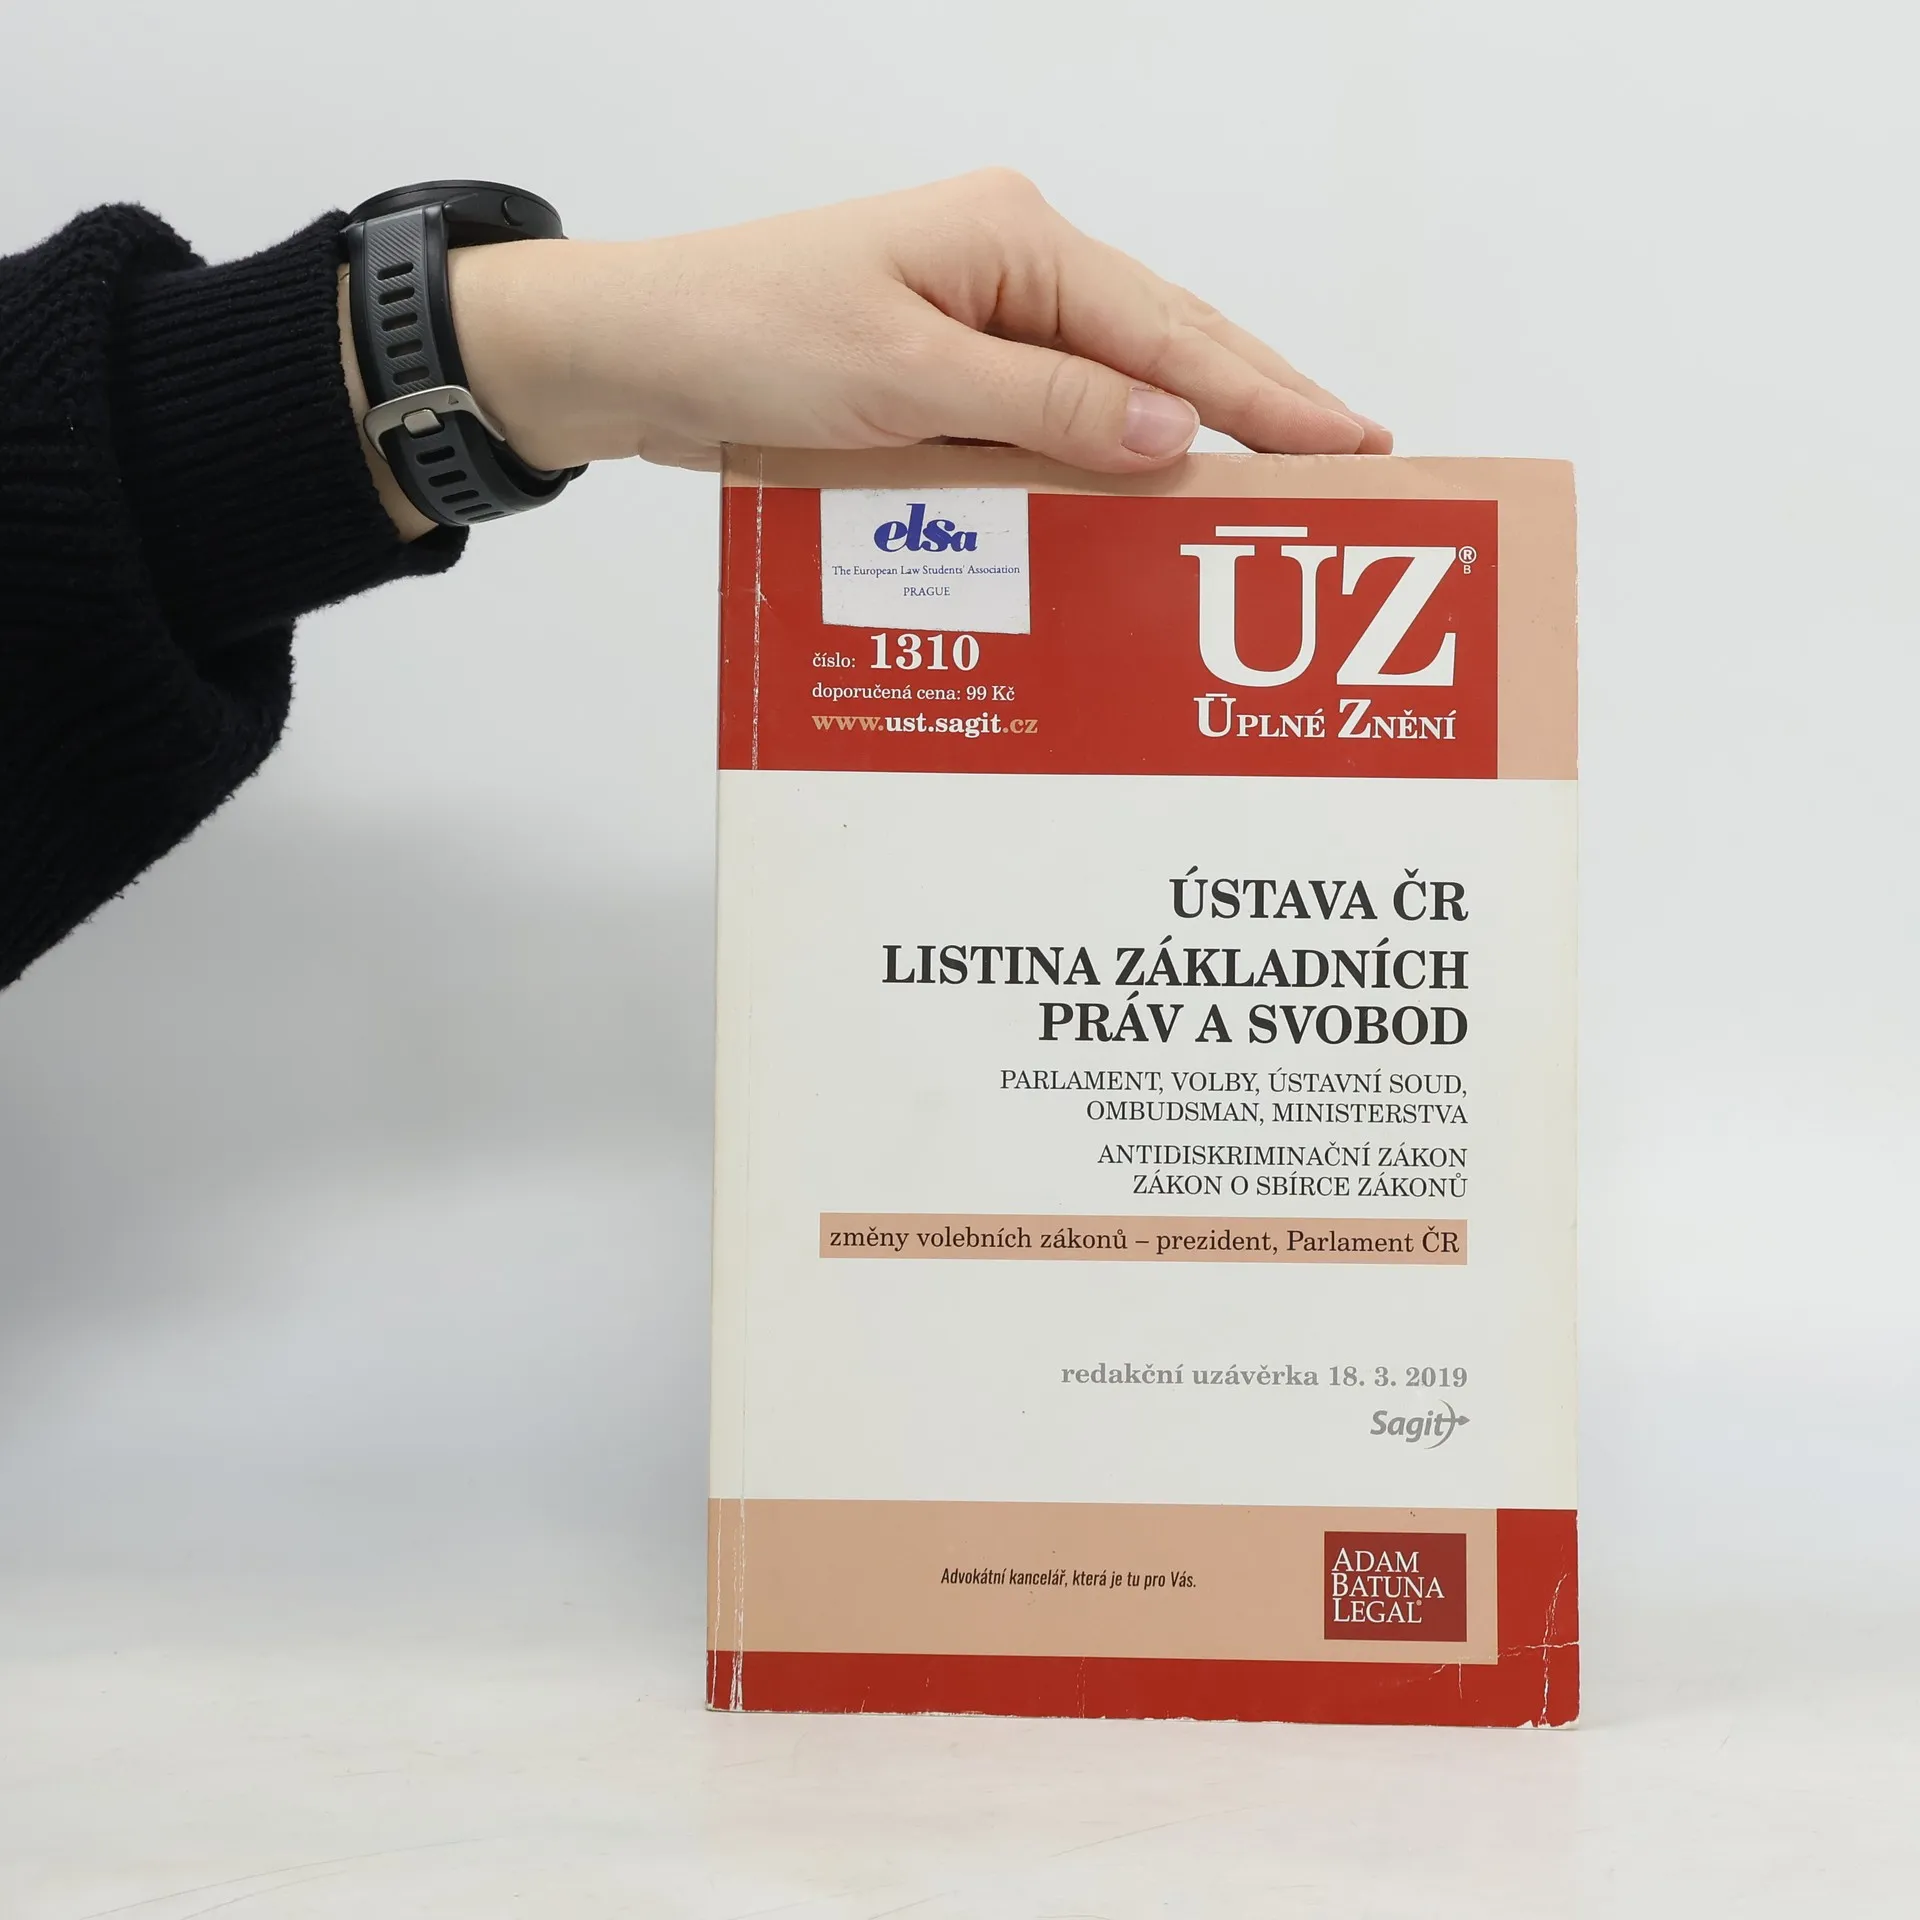 elsa
The European Law Students' Association
PRAGUE
číslo: 1310
doporučená cena: 99 Kč
www.ust.sagit.cz
ŪZ®
B
ŪPLNÉ ZNĚNÍ
ÚSTAVA ČR
LISTINA ZÁKLADNÍCH
PRÁV A SVOBOD
PARLAMENT, VOLBY, ÚSTAVNÍ SOUD,
OMBUDSMAN, MINISTERSTVA
ANTIDISKRIMINAČNÍ ZÁKON
ZÁKON O SBÍRCE ZÁKONŮ
změny volebních zákonů – prezident, Parlament ČR
redakční uzávěrka 18. 3. 2019
Sagit
Advokátní kancelář, která je tu pro Vás.
ADAM
BATUNA
LEGAL®